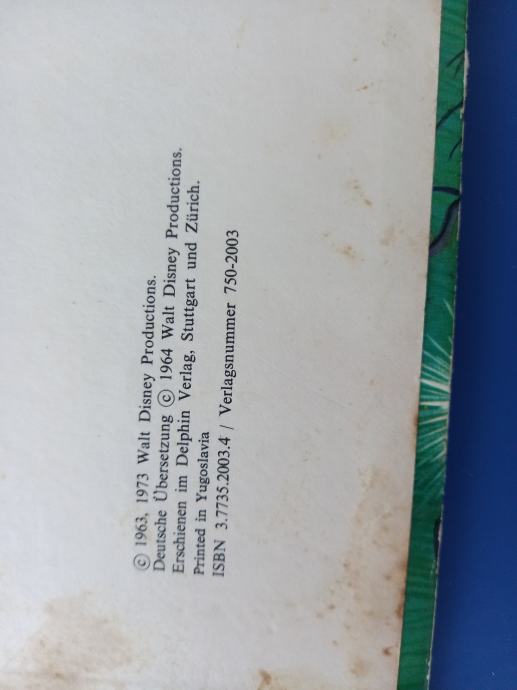 © 1963, 1973 Walt Disney Productions.
Deutsche Übersetzung © 1964 Walt Disney Productions.
Erschienen im Delphin Verlag, Stuttgart und Zürich.
Printed in Yugoslavia
ISBN 3.7735.2003.4 / Verlagsnummer 750-2003